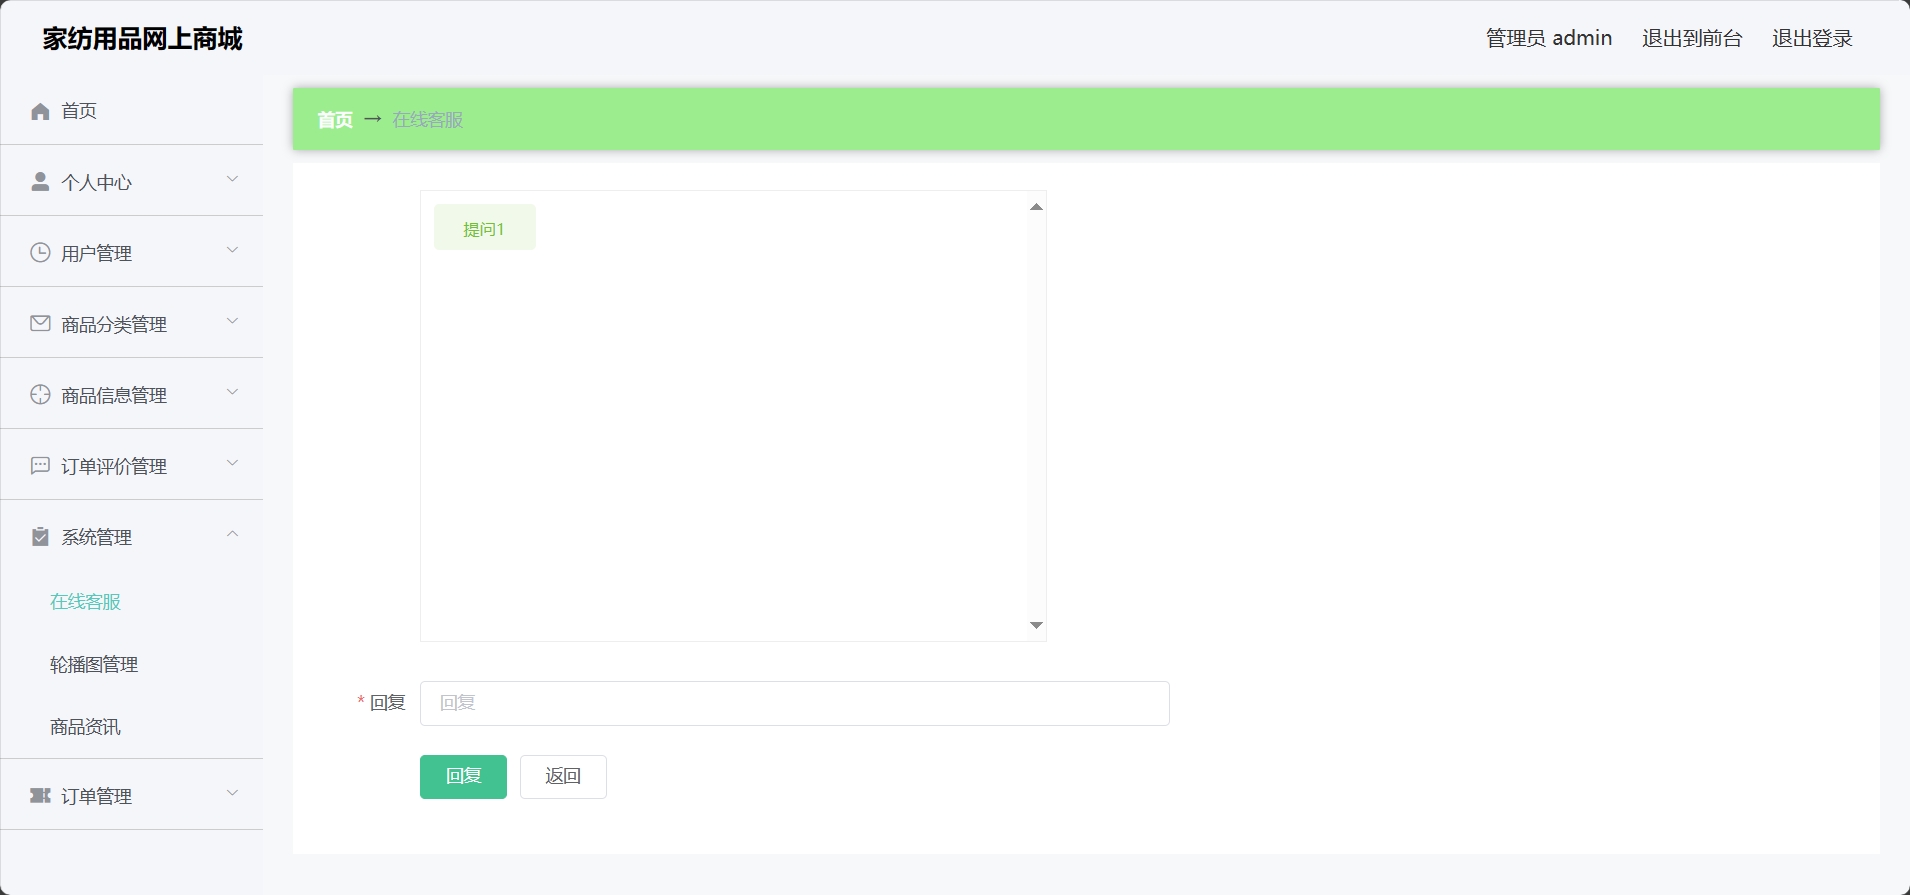 家纺用品网上商城
管理员 admin 退出到前台 退出登录
首页
个人中心
用户管理
商品分类管理
商品信息管理
订单评价管理
系统管理
在线客服
轮播图管理
商品资讯
订单管理
首页 → 在线客服
提问1
* 回复 回复
回复 返回